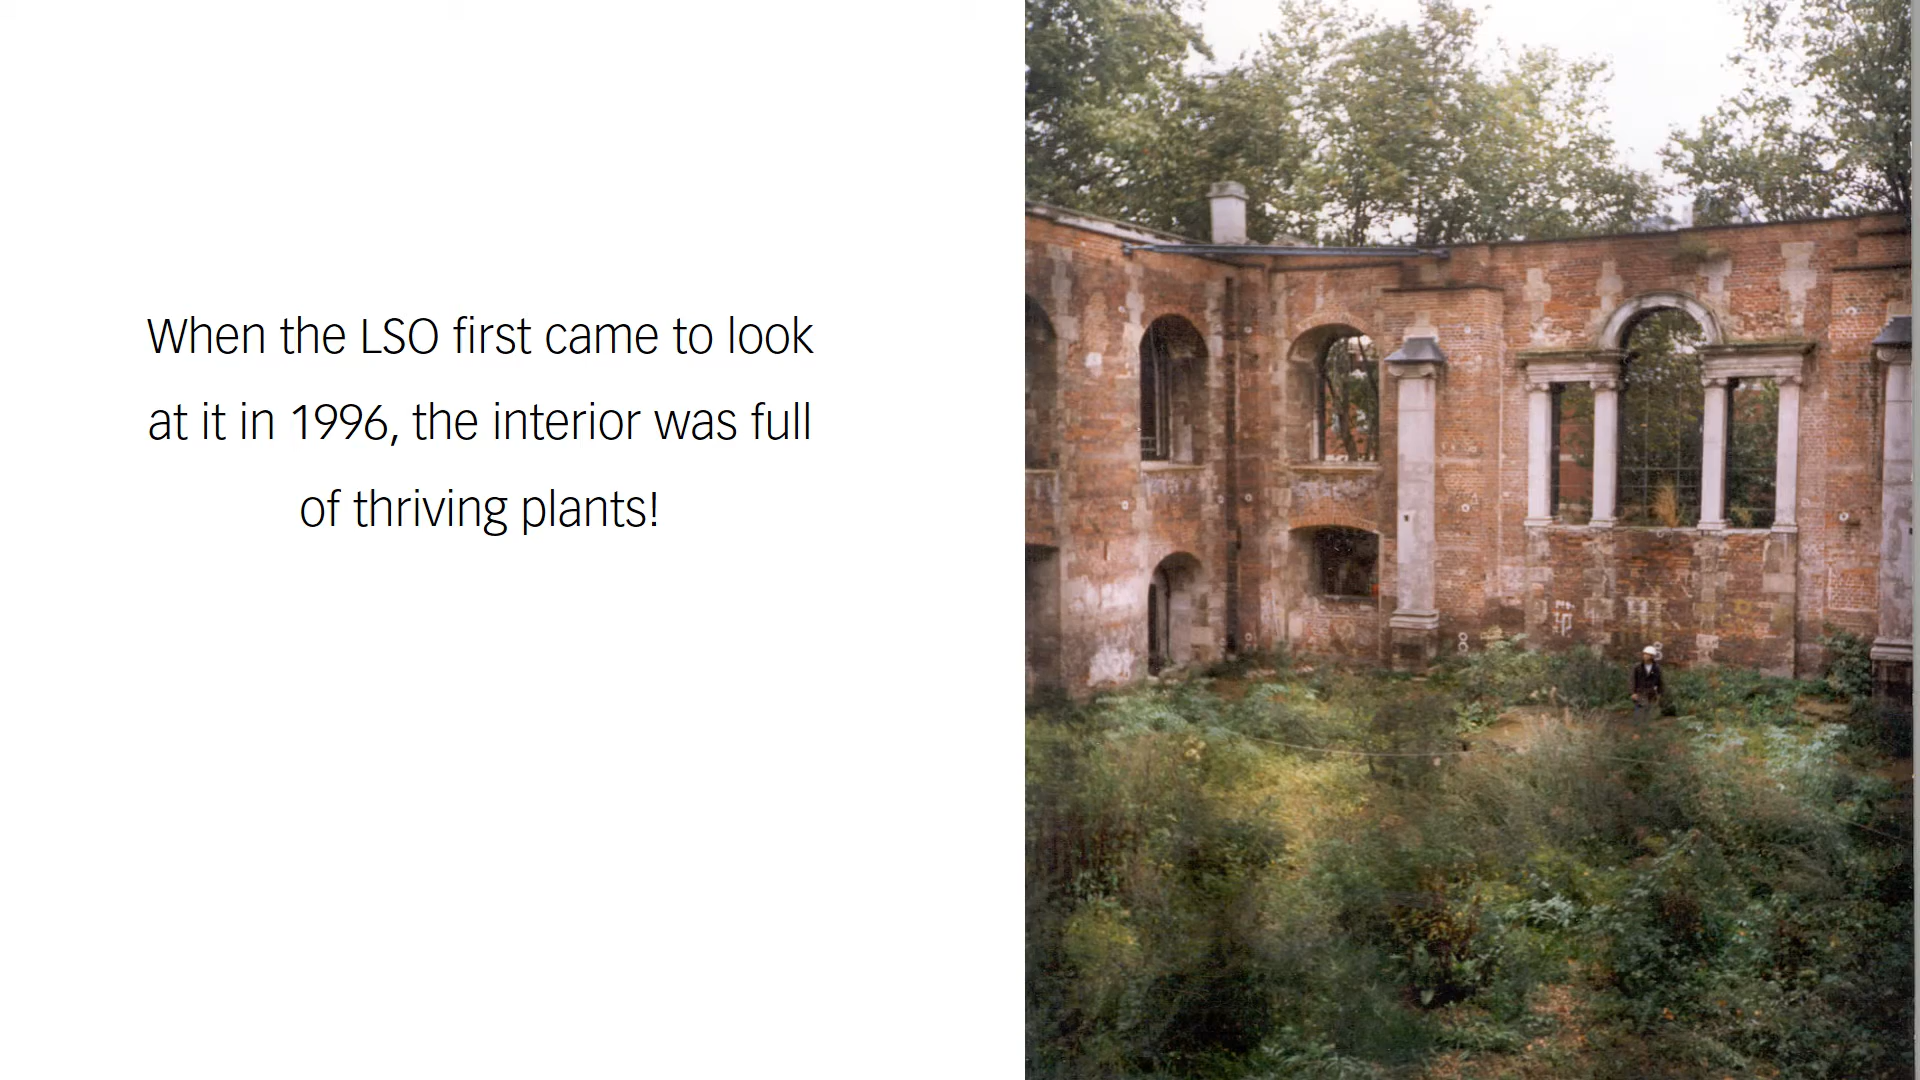 When the LSO first came to look
at it in 1996, the interior was full
of thriving plants!